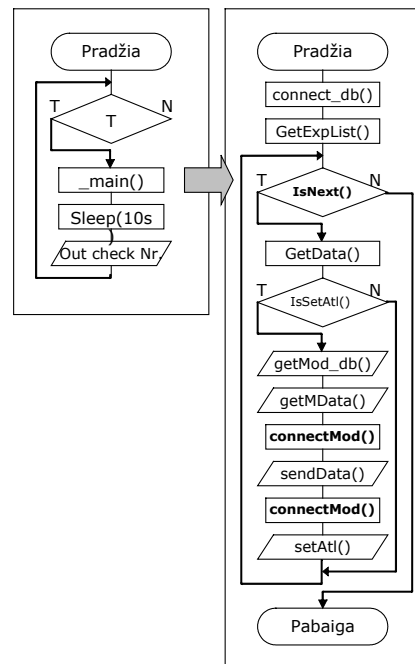 Pradžia
T
N
T
_main()
Sleep(10s
)
Out check Nr.
Pradžia
connect_db()
GetExpList()
T
N
IsNext()
GetData()
T
N
IsSetAtl()
getMod_db()
getMData()
connectMod()
sendData()
connectMod()
setAtl()
Pabaiga